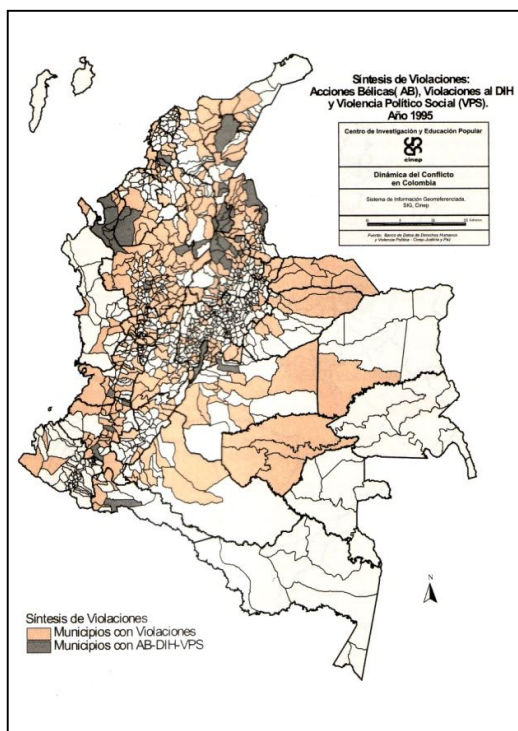 Síntesis de Violaciones:
Acciones Bélicas( AB), Violaciones al DIH
y Violencia Político Social (VPS).
Año 1995
Centro de Investigación y Educación Popular
cinep
Dinámica del Conflicto
en Colombia
Sistema de Información Georreferenciada.
SIG, Cinep
Fuente: Banco de Datos de Derechos Humanos
y Violencia Política - Cinep-Justicia y Paz
N
Síntesis de Violaciones
Municipios con Violaciones
Municipios con AB-DIH-VPS